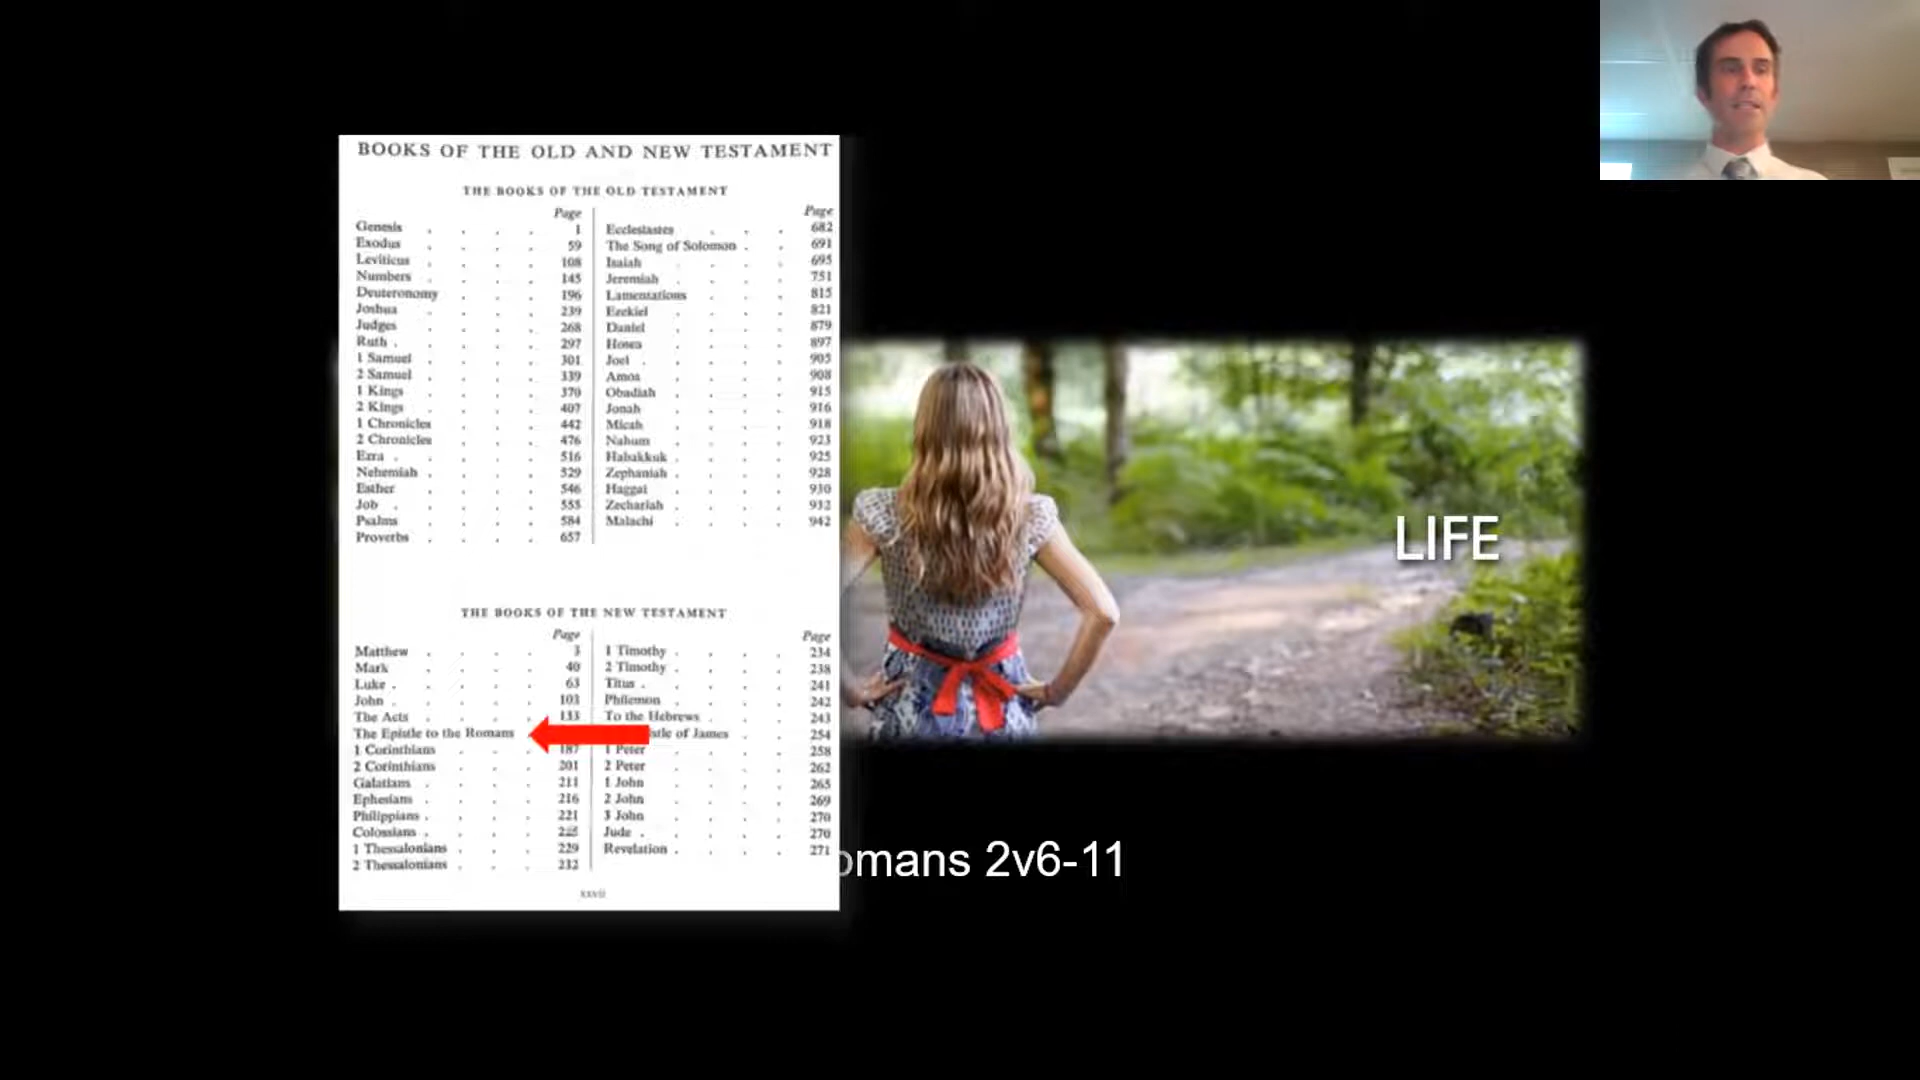 BOOKS OF THE OLD AND NEW TESTAMENT
THE BOOKS OF THE OLD TESTAMENT
Page
Genesis . . . . 1
Exodus . . . . 59
Leviticus . . . . 108
Numbers . . . . 145
Deuteronomy . . . 196
Joshua . . . . 239
Judges . . . . 268
Ruth . . . . . 297
1 Samuel . . . . 301
2 Samuel . . . . 339
1 Kings . . . . 370
2 Kings . . . . 407
1 Chronicles . . . 442
2 Chronicles . . . 476
Ezra . . . . . 516
Nehemiah . . . . 529
Esther . . . . 546
Job . . . . 555
Psalms . . . . 584
Proverbs . . . . 657
Page
Ecclesiastes . . . 682
The Song of Solomon . . 691
Isaiah . . . . 695
Jeremiah . . . . 751
Lamentations . . . 815
Ezekiel . . . . 821
Daniel . . . . 879
Hosea . . . . 897
Joel . . . . . 905
Amos . . . . 908
Obadiah . . . . 915
Jonah . . . . 916
Micah . . . . 918
Nahum . . . . 923
Habakkuk . . . . 925
Zephaniah . . . . 928
Haggai . . . . 930
Zechariah . . . . 932
Malachi . . . . 942
THE BOOKS OF THE NEW TESTAMENT
Page
Matthew . . . . 3
Mark . . . . 40
Luke . . . . . 63
John . . . . . 103
The Acts . . . . 133
The Epistle to the Romans
1 Corinthians . . . 187
2 Corinthians . . . 201
Galatians . . . . 211
Ephesians . . . . 216
Philippians . . . . 221
Colossians . . . . 225
1 Thessalonians . . . 229
2 Thessalonians . . . 232
Page
1 Timothy . . . . 234
2 Timothy . . . . 238
Titus . . . . . 241
Philemon . . . . 242
To the Hebrews . . . 243
of James . . 254
1 Peter . . . . 258
2 Peter . . . . 262
1 John . . . . 265
2 John . . . . 269
3 John . . . . 270
Jude . . . . . 270
Revelation . . . . 271
xxvii
LIFE
omans 2v6-11